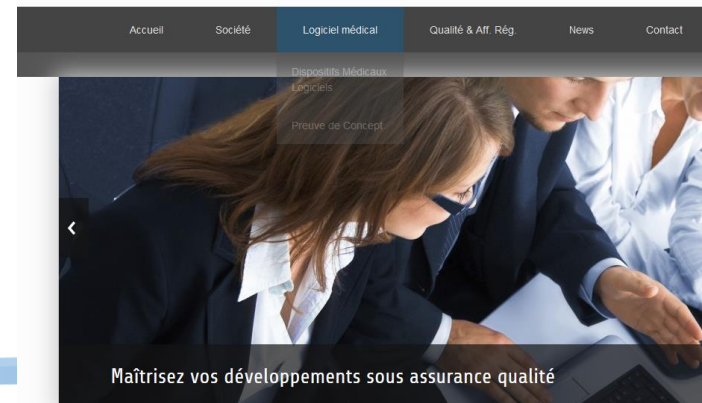 Accueil Société Logiciel médical Qualité & Aff. Rég. News Contact
Dispositifs Médicaux
Logiciels
Preuve de Concept
Maîtrisez vos développements sous assurance qualité